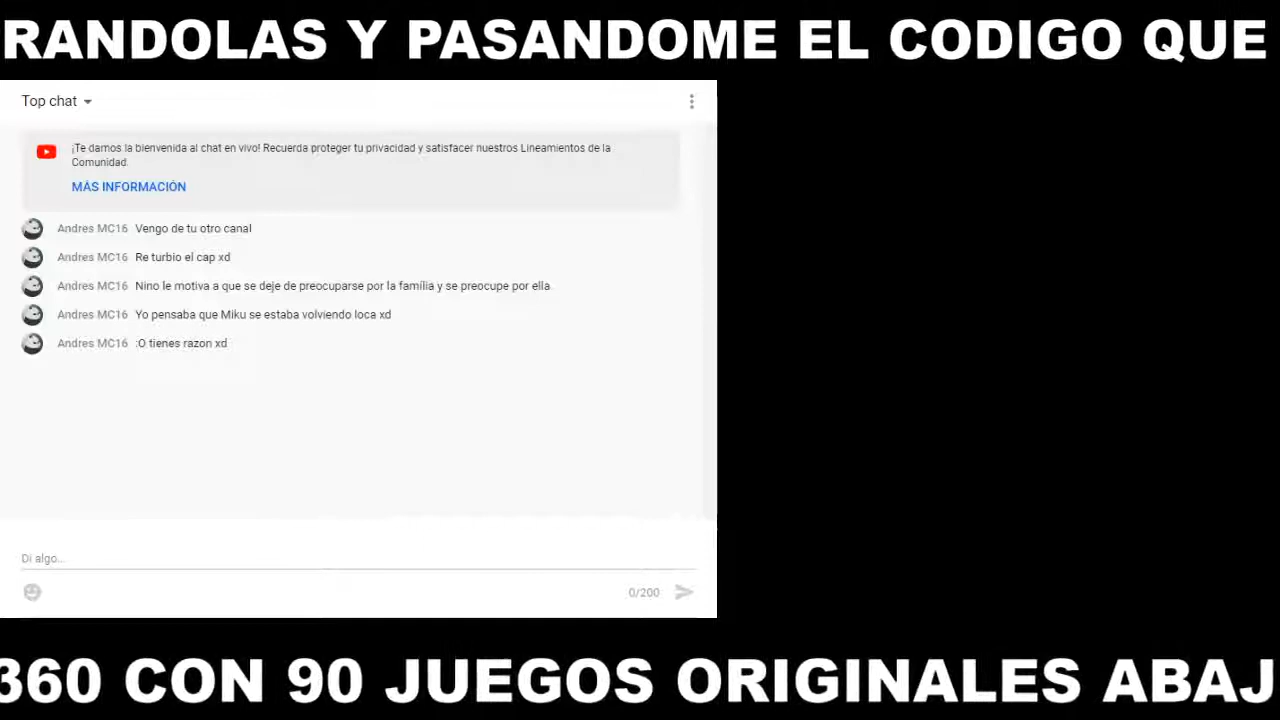 RANDOLAS Y PASANDOME EL CODIGO QUE
Top chat
¡Te damos la bienvenida al chat en vivo! Recuerda proteger tu privacidad y satisfacer nuestros Lineamientos de la
Comunidad.
MÁS INFORMACIÓN
Andres MC16 Vengo de tu otro canal
Andres MC16 Re turbio el cap xd
Andres MC16 Nino le motiva a que se deje de preocuparse por la família y se preocupe por ella
Andres MC16 Yo pensaba que Miku se estaba volviendo loca xd
Andres MC16 :O tienes razon xd
Di algo...
0/200
360 CON 90 JUEGOS ORIGINALES ABAJ